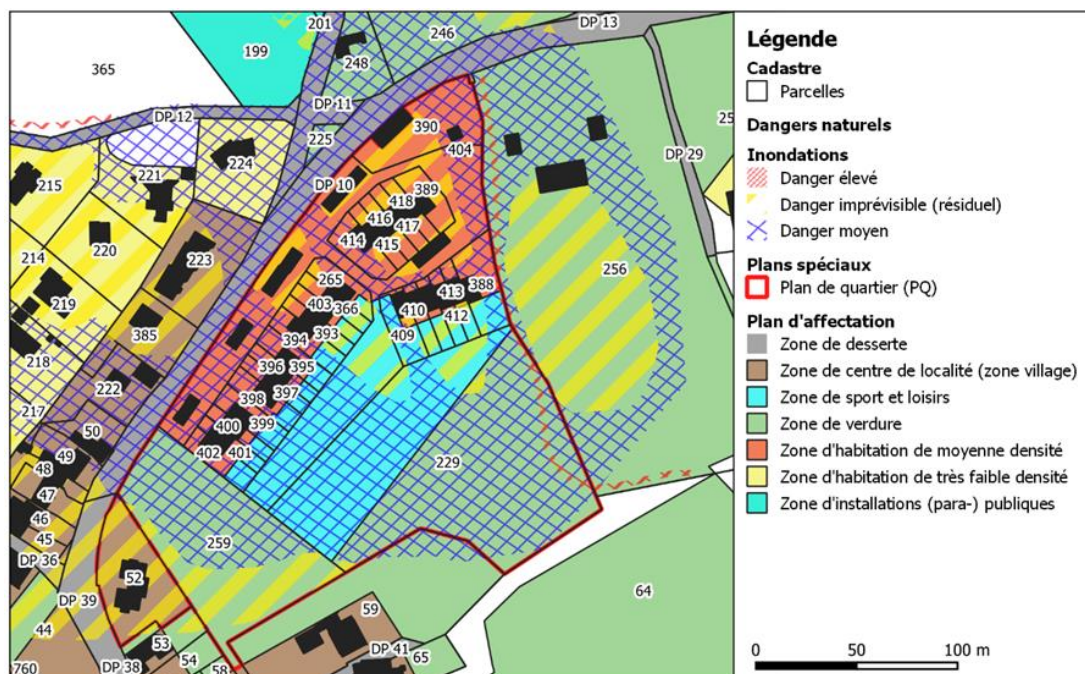 201
DP 13
246
199
248
365
DP 11
DP 12
390
25
225
224
404
DP 29
221
215
DP 10
389
418
416
417
414
415
220
214
223
256
265
219
413
388
403
366
410
412
385
394
393
409
218
396
395
222
398
397
217
400
399
50
402
401
229
49
48
47
46
259
45
DP 36
52
64
DP 39
59
44
53
DP 41
54
65
760
DP 38
58
Légende
Cadastre
Parcelles
Dangers naturels
Inondations
Danger élevé
Danger imprévisible (résiduel)
Danger moyen
Plans spéciaux
Plan de quartier (PQ)
Plan d'affectation
Zone de desserte
Zone de centre de localité (zone village)
Zone de sport et loisirs
Zone de verdure
Zone d'habitation de moyenne densité
Zone d'habitation de très faible densité
Zone d'installations (para-) publiques
0 50 100 m